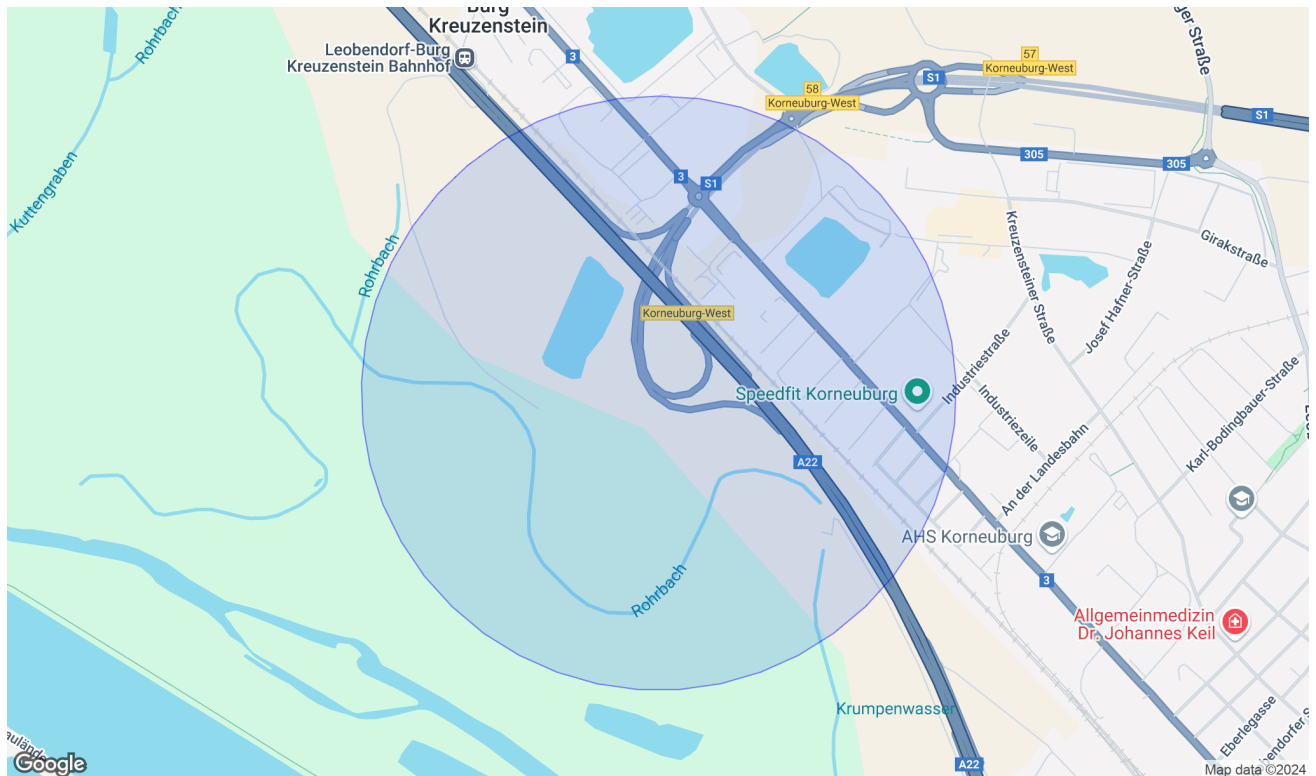 Burg
Kreuzenstein
Leobendorf-Burg
Kreuzenstein Bahnhof
Rohrbach
3
57
Korneuburg-West
58
Korneuburg-West
S1
S1
305
305
ger Straße
Kuttengraben
3
S1
Rohrbach
Kreuzensteiner Straße
Girakstraße
Josef Hafner-Straße
Korneuburg-West
Industriestraße
Speedfit Korneuburg
Industriezeile
Karl-Bodingbauer-Straße
An der Landesbahn
A22
AHS Korneuburg
Rohrbach
3
Allgemeinmedizin
Dr. Johannes Keil
Krumpenwasser
Eberlegasse
A22
Google
Map data ©2024